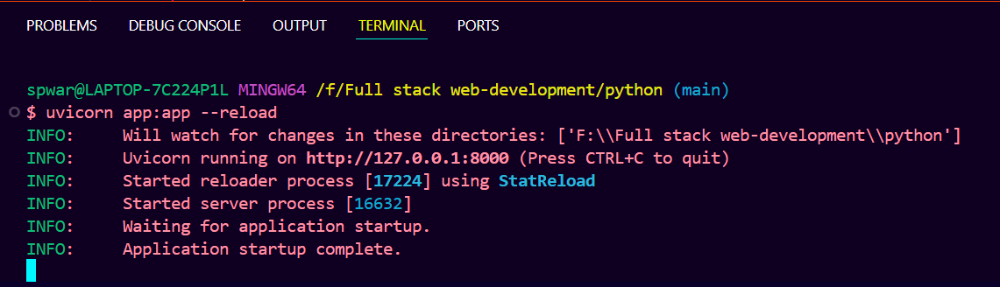 PROBLEMS DEBUG CONSOLE OUTPUT TERMINAL PORTS
spwar@LAPTOP-7C224P1L MINGW64 /f/Full stack web-development/python (main)
$ uvicorn app:app --reload
INFO:     Will watch for changes in these directories: ['F:\\Full stack web-development\\python']
INFO:     Uvicorn running on http://127.0.0.1:8000 (Press CTRL+C to quit)
INFO:     Started reloader process [17224] using StatReload
INFO:     Started server process [16632]
INFO:     Waiting for application startup.
INFO:     Application startup complete.